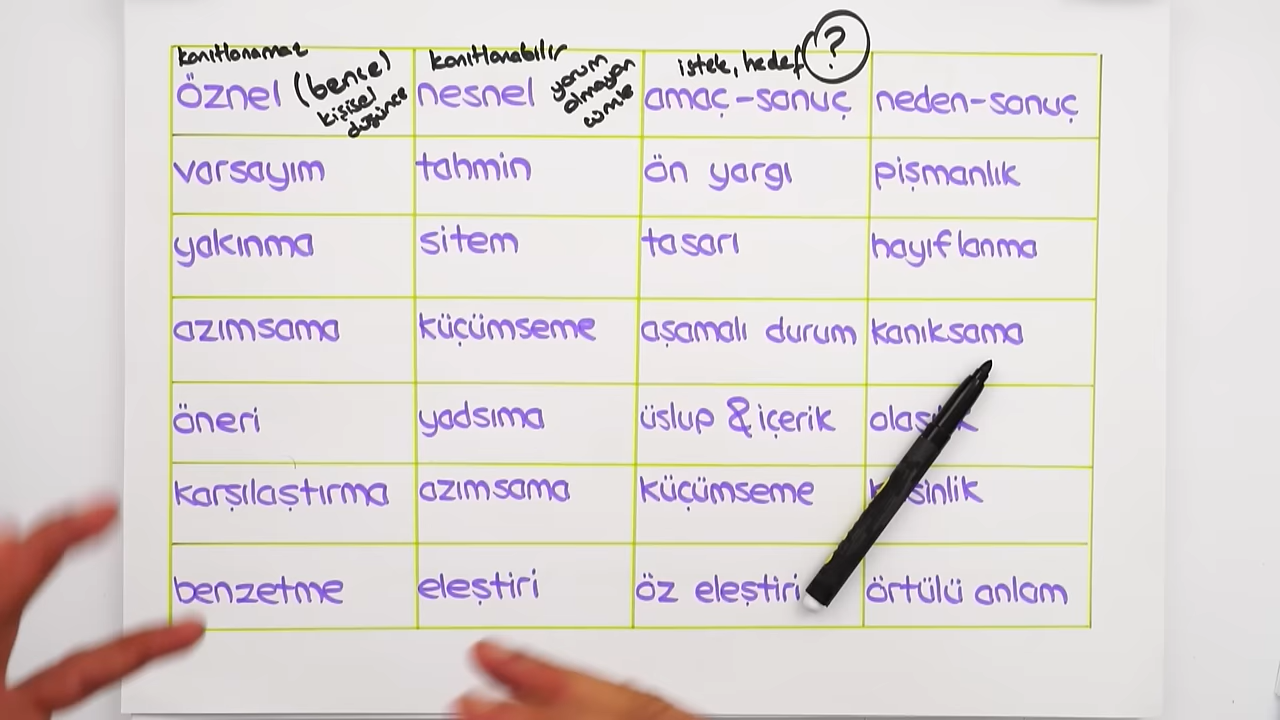 kanıtlanamaz
öznel (bence)
kişisel
düşünce
kanıtlanabilir
nesnel
yorum
olmayan
cümle
istek, hedef ?
amaç-sonuç
neden-sonuç
varsayım
tahmin
ön yargı
pişmanlık
yakınma
sitem
tasarı
hayıflanma
azımsama
küçümseme
aşamalı durum
kanıksama
öneri
yadsıma
üslup & içerik
karşılaştırma
azımsama
küçümseme
benzetme
eleştiri
öz eleştiri
örtülü anlam